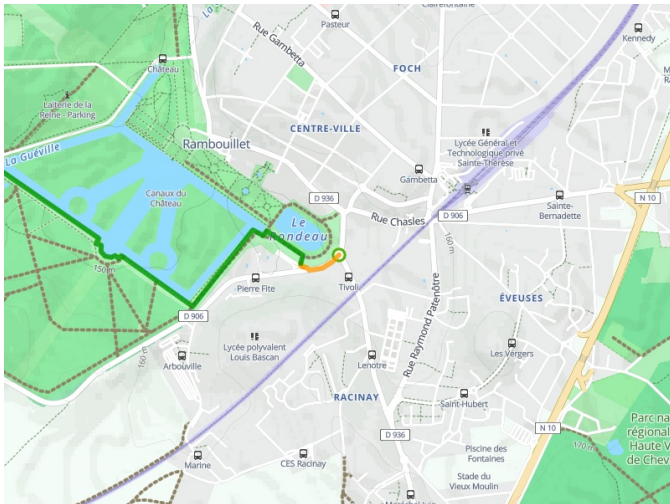 Clairefontaine
Pasteur
Rue Gambetta
Kennedy
Château
FOCH
Laiterie de la
Reine - Parking
CENTRE-VILLE
Lycée Général et
Technologique privé
Sainte-Thérèse
Rambouillet
La Guéville
Gambetta
Canaux du
Château
D 936
Sainte-
Bernadette
N 10
Rue Chasles
D 906
Le
Rondeau
160 m
150 m
Pierre Fite
Tivoli
ÉVEUSES
D 906
Rue Raymond Patenôtre
Lycée polyvalent
Louis Bascan
160 m
Arbouville
Lenotre
Les Vergers
RACINAY
Saint-Hubert
Parc na
régional
Haute V
de Chev
N 10
D 936
170 m
Marine
CES Racinay
Piscine des
Fontaines
Stade du
Vieux Moulin